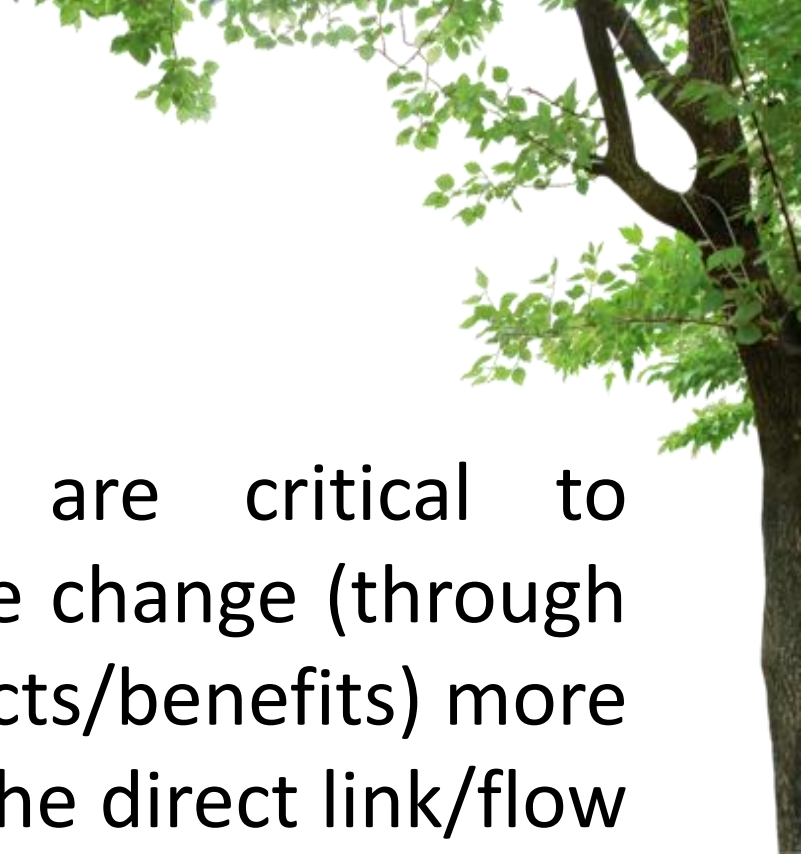 are critical to
e change (through
cts/benefits) more
he direct link/flow